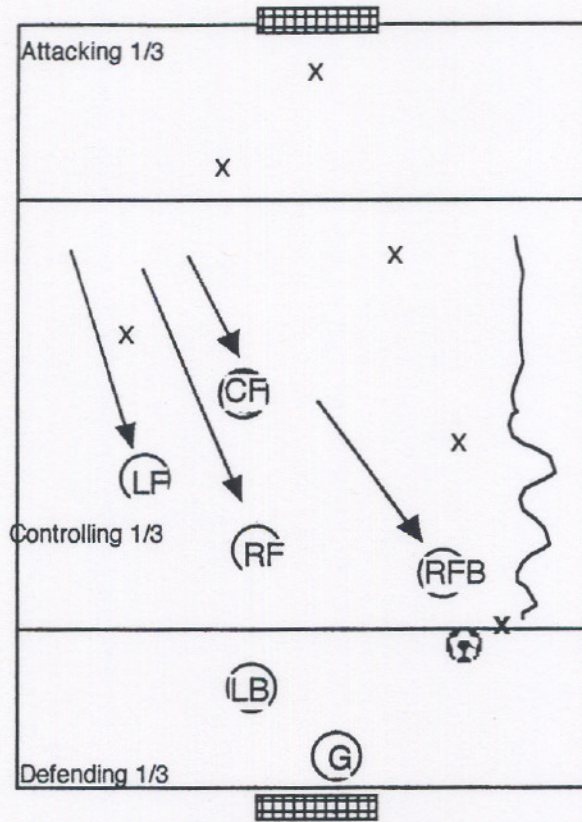 Attacking 1/3
X
X
X
X
CF
X
LF
Controlling 1/3
RF
RFB
X
LB
G
Defending 1/3